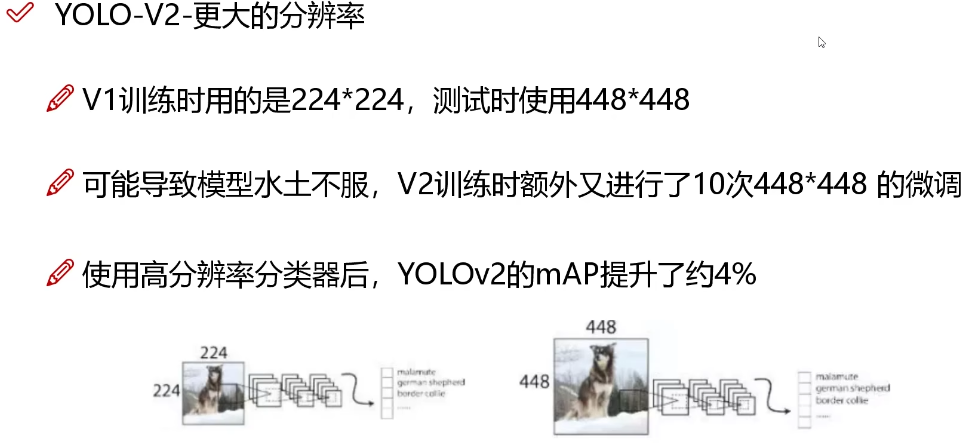 YOLO-V2-更大的分辨率
V1训练时用的是224*224，测试时使用448*448
可能导致模型水土不服，V2训练时额外又进行了10次448*448 的微调
使用高分辨率分类器后，YOLOv2的mAP提升了约4%
224
224
malamute
german shepherd
border collie
......
448
448
malamute
german shepherd
border collie
......